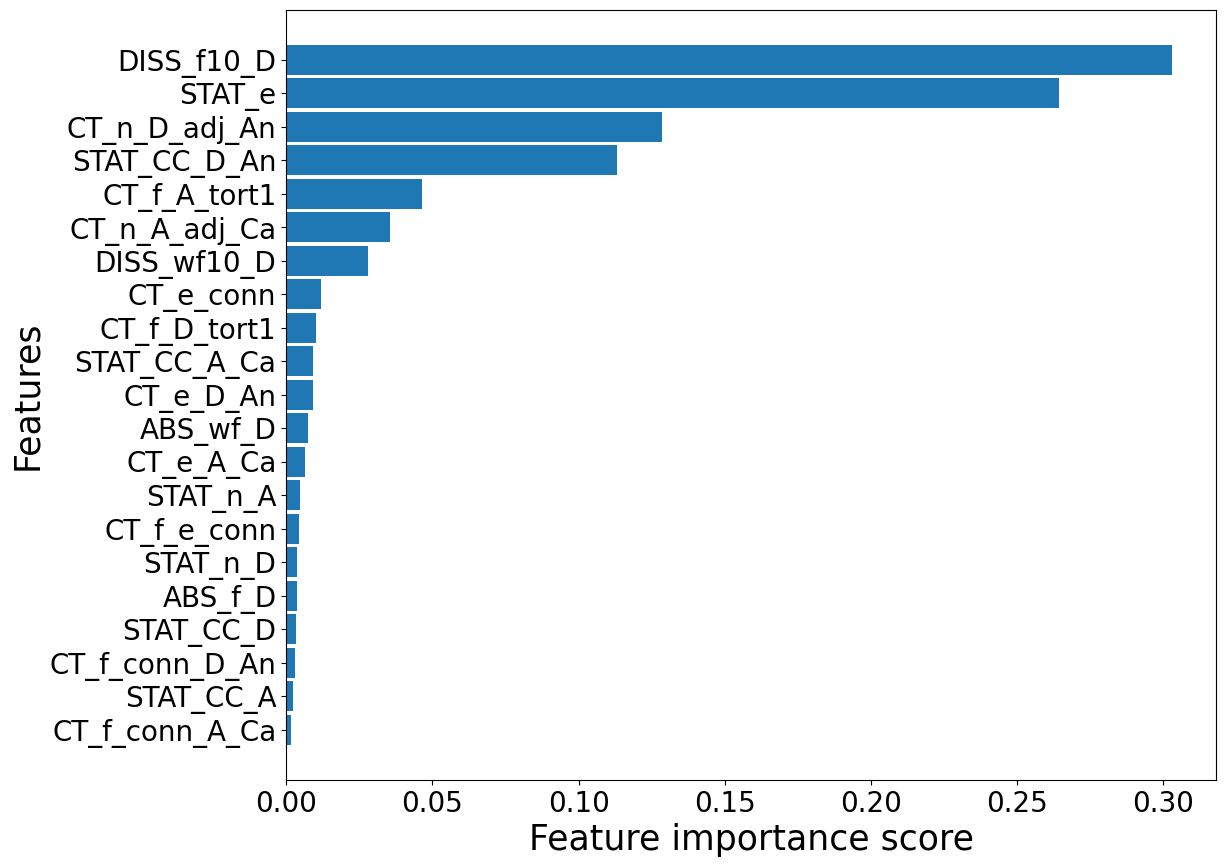 DISS_f10_D
STAT_e
CT_n_D_adj_An
STAT_CC_D_An
CT_f_A_tort1
CT_n_A_adj_Ca
DISS_wf10_D
CT_e_conn
CT_f_D_tort1
STAT_CC_A_Ca
CT_e_D_An
ABS_wf_D
CT_e_A_Ca
STAT_n_A
CT_f_e_conn
STAT_n_D
ABS_f_D
STAT_CC_D
CT_f_conn_D_An
STAT_CC_A
CT_f_conn_A_Ca
Features
0.00 0.05 0.10 0.15 0.20 0.25 0.30
Feature importance score